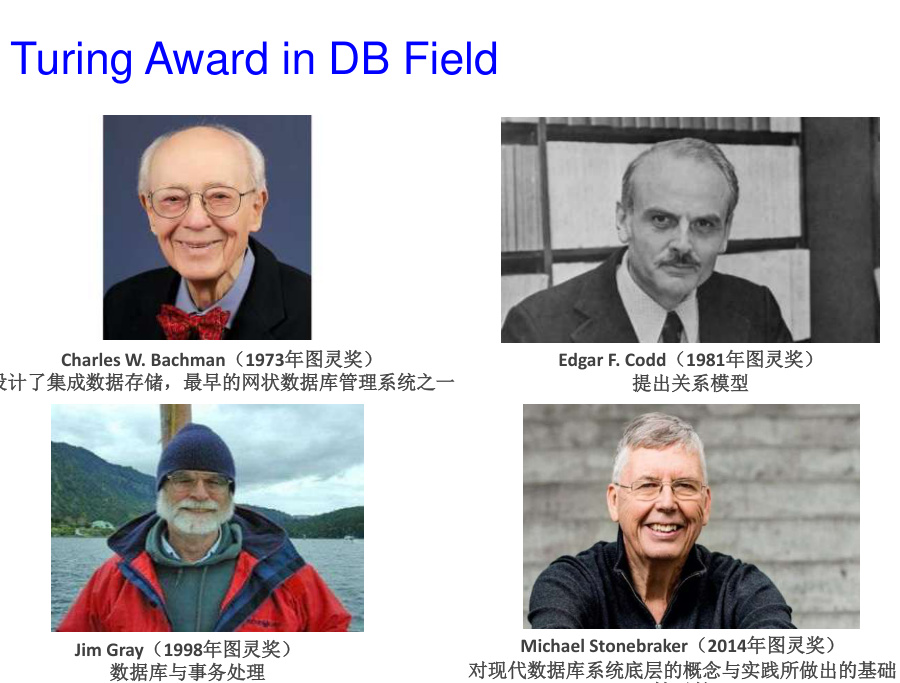 Turing Award in DB Field
Charles W. Bachman（1973年图灵奖）
设计了集成数据存储，最早的网状数据库管理系统之一
Edgar F. Codd（1981年图灵奖）
提出关系模型
Jim Gray（1998年图灵奖）
数据库与事务处理
Michael Stonebraker（2014年图灵奖）
对现代数据库系统底层的概念与实践所做出的基础